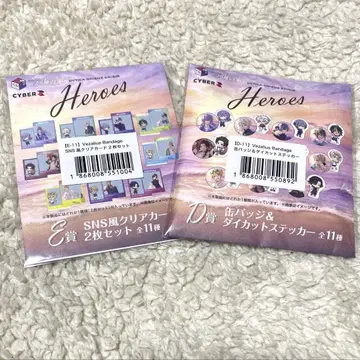 CYBER Z
Heroes
【E-11】Vezalius Bandage
SNS風クリアカード２枚セット
1868008551004
E賞 SNS風クリアカード
2枚セット 全11種
CYBER Z
Heroes
【D-11】Vezalius Bandage
缶バッジ&ダイカットステッカー
1868008550892
D賞 缶バッジ&
ダイカットステッカー 全11種